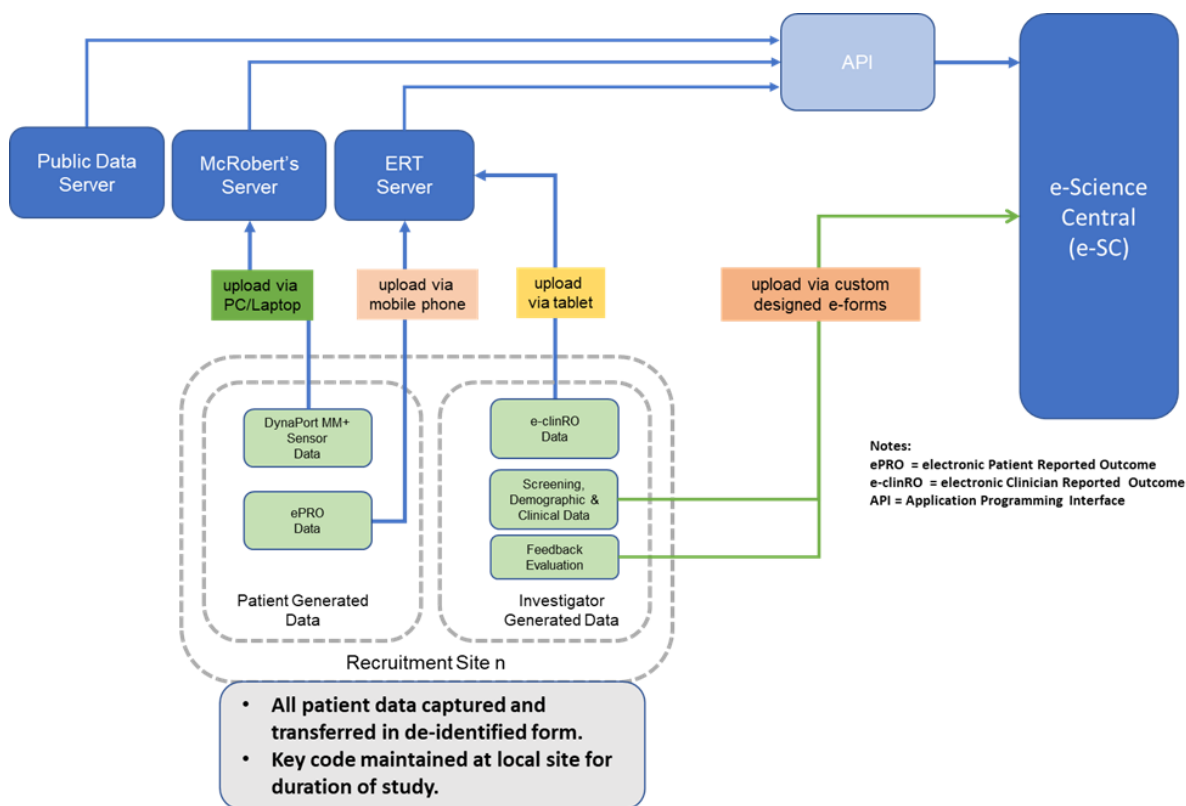 API
Public Data
Server
McRobert's
Server
ERT
Server
e-Science
Central
(e-SC)
upload via
PC/Laptop
upload via
mobile phone
upload
via tablet
upload via custom
designed e-forms
DynaPort MM+
Sensor
Data
ePRO
Data
Patient Generated
Data
e-clinRO
Data
Screening,
Demographic &
Clinical Data
Feedback
Evaluation
Investigator
Generated Data
Recruitment Site n
Notes:
ePRO = electronic Patient Reported Outcome
e-clinRO = electronic Clinician Reported Outcome
API = Application Programming Interface
• All patient data captured and
transferred in de-identified form.
• Key code maintained at local site for
duration of study.